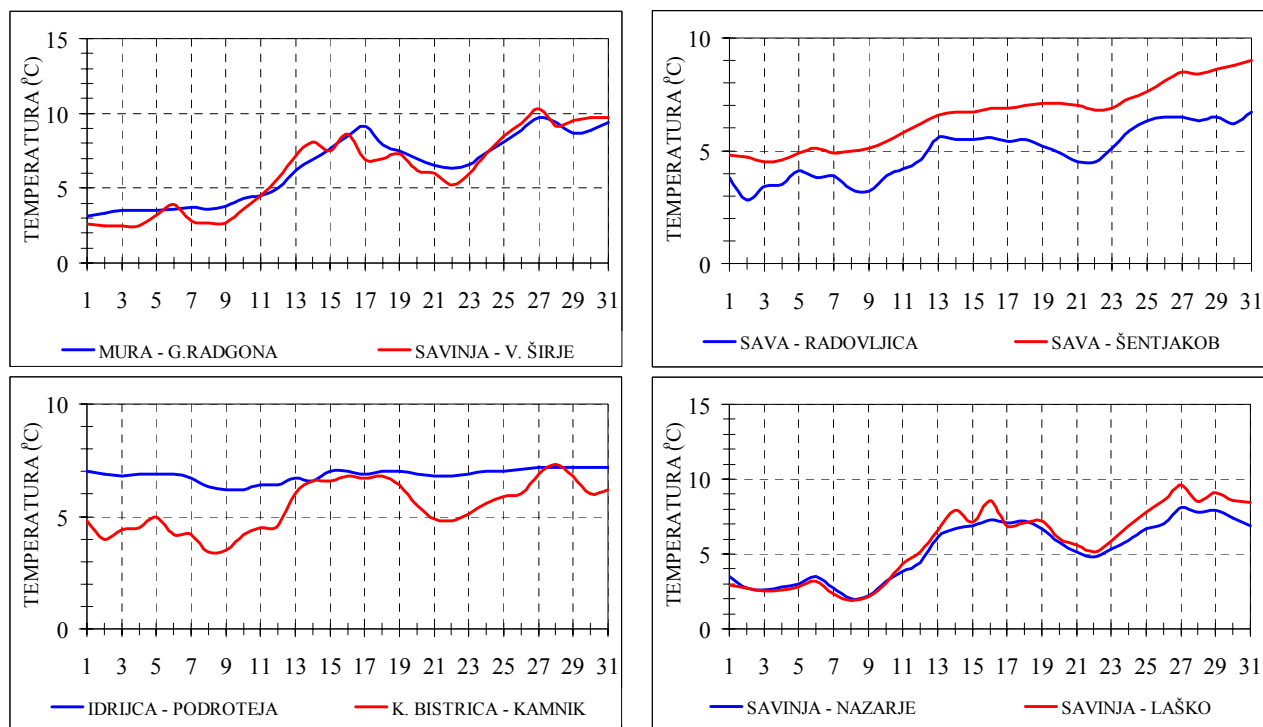 TEMPERATURA (°C)
15
10
5
0
1 3 5 7 9 11 13 15 17 19 21 23 25 27 29 31
MURA - G.RADGONA SAVINJA - V. ŠIRJE
TEMPERATURA (°C)
10
5
0
1 3 5 7 9 11 13 15 17 19 21 23 25 27 29 31
SAVA - RADOVLJICA SAVA - ŠENTJAKOB
TEMPERATURA (°C)
10
5
0
1 3 5 7 9 11 13 15 17 19 21 23 25 27 29 31
IDRIJCA - PODROTEJA K. BISTRICA - KAMNIK
TEMPERATURA (°C)
15
10
5
0
1 3 5 7 9 11 13 15 17 19 21 23 25 27 29 31
SAVINJA - NAZARJE SAVINJA - LAŠKO